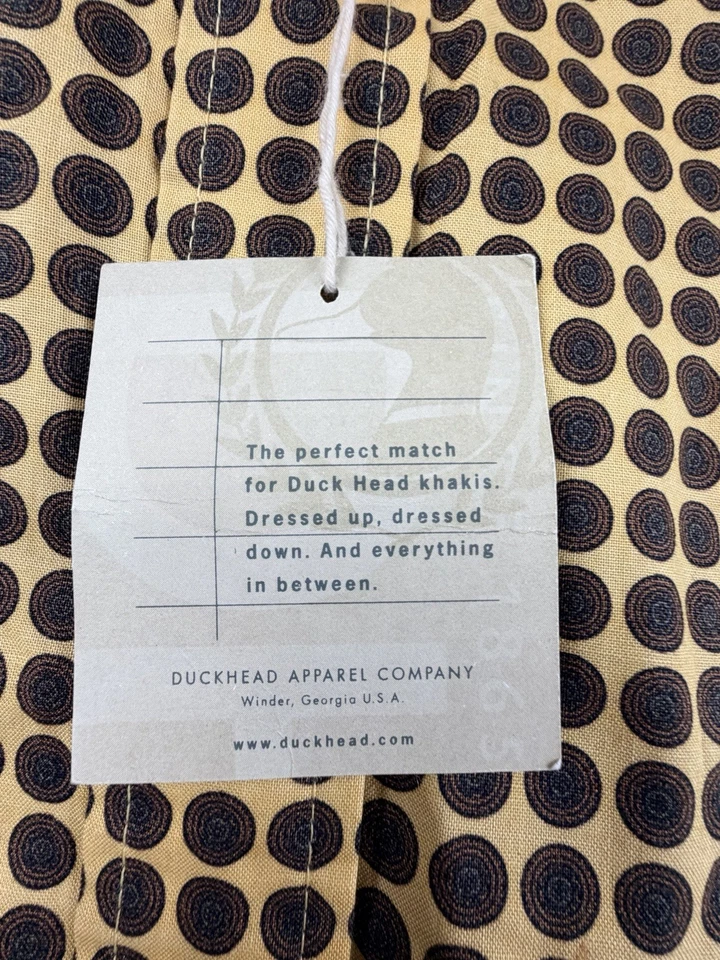 The perfect match
for Duck Head khakis.
Dressed up, dressed
down. And everything
in between.
DUCKHEAD APPAREL COMPANY
Winder, Georgia U.S.A.
www.duckhead.com
1865